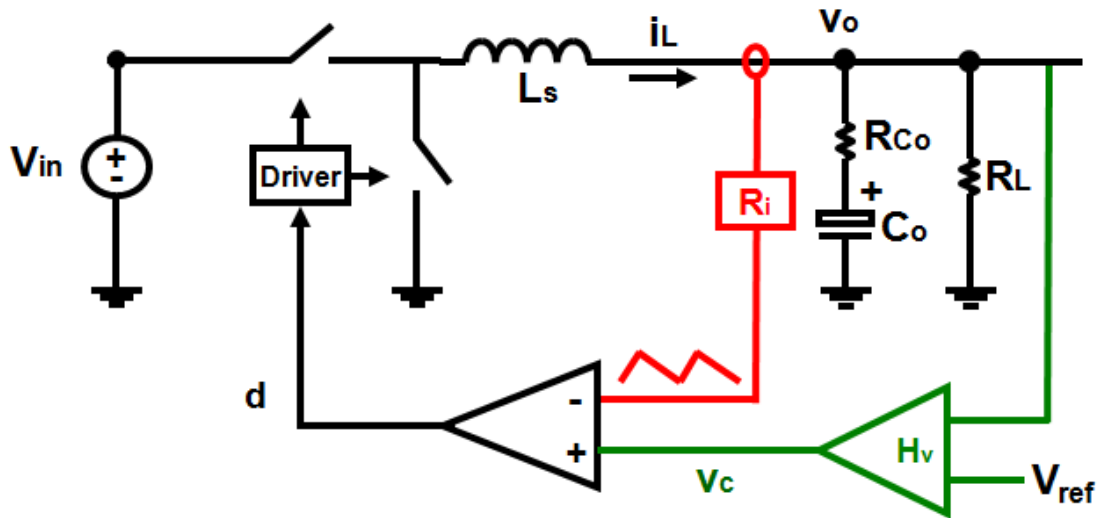 iL
vo
Ls
RCo
Vin
+
-
Driver
+
RL
Ri
Co
d
-
+
vc
Hv
Vref